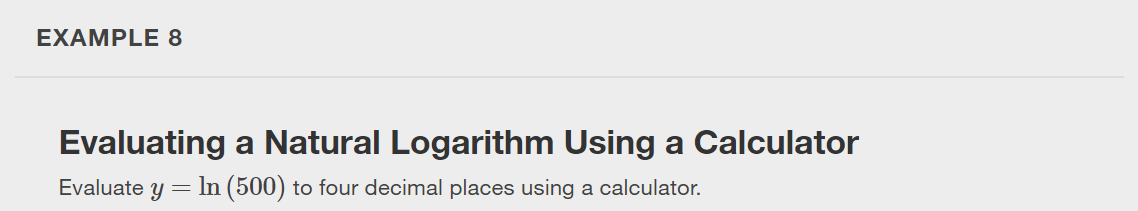 EXAMPLE 8
Evaluating a Natural Logarithm Using a Calculator
Evaluate y = ln (500) to four decimal places using a calculator.